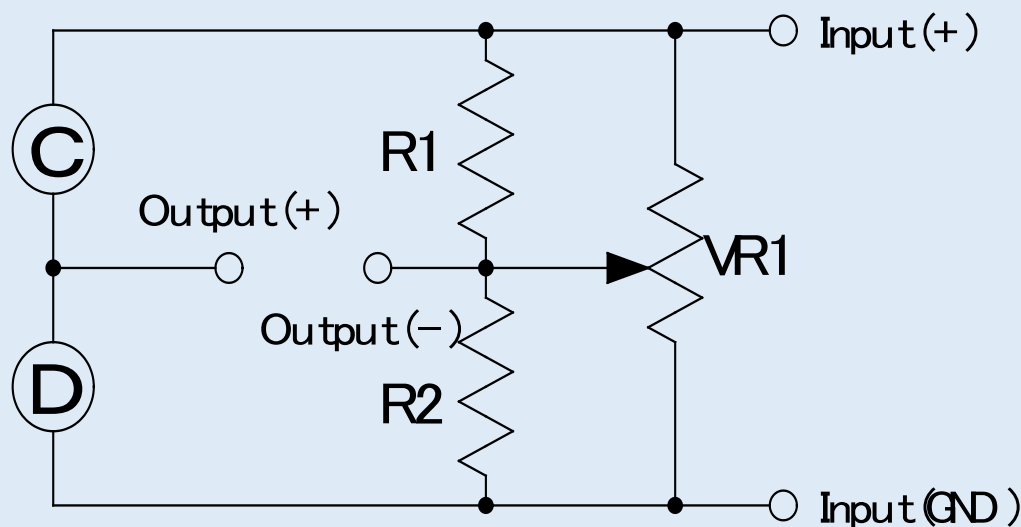 Input(+)
C
R1
Output(+)
VR1
Output(−)
D
R2
Input(GND)